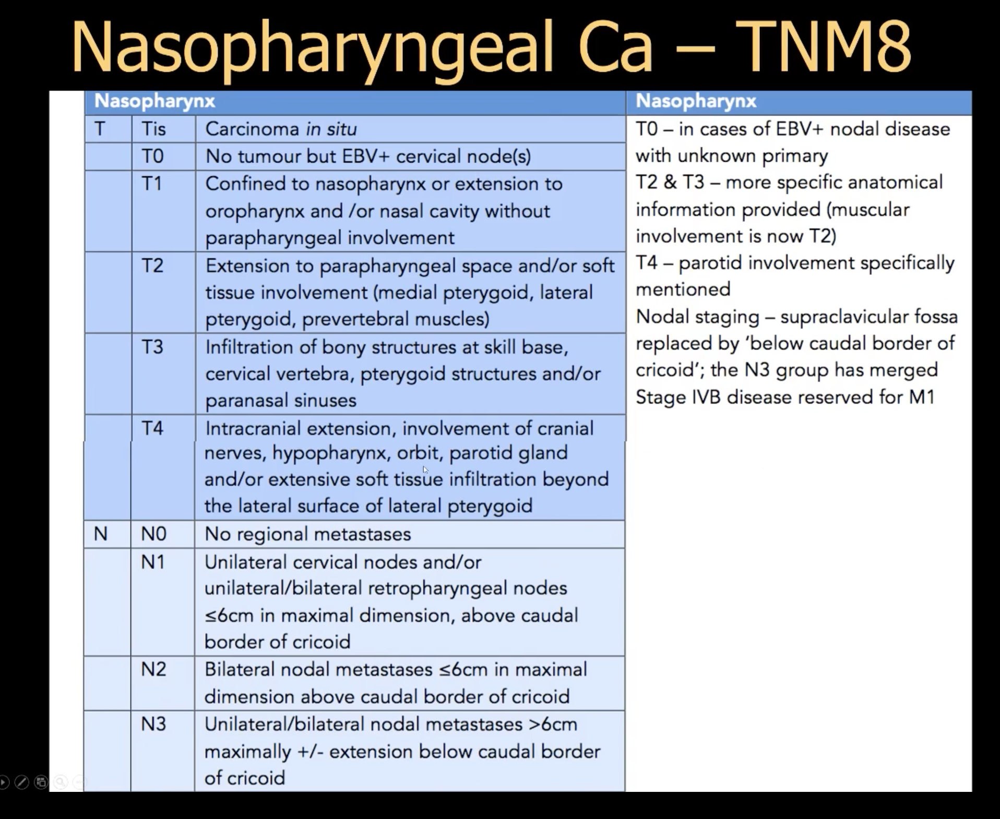 Nasopharyngeal Ca – TNM8
Nasopharynx
T Tis Carcinoma in situ
T0 No tumour but EBV+ cervical node(s)
T1 Confined to nasopharynx or extension to
oropharynx and /or nasal cavity without
parapharyngeal involvement
T2 Extension to parapharyngeal space and/or soft
tissue involvement (medial pterygoid, lateral
pterygoid, prevertebral muscles)
T3 Infiltration of bony structures at skill base,
cervical vertebra, pterygoid structures and/or
paranasal sinuses
T4 Intracranial extension, involvement of cranial
nerves, hypopharynx, orbit, parotid gland
and/or extensive soft tissue infiltration beyond
the lateral surface of lateral pterygoid
N N0 No regional metastases
N1 Unilateral cervical nodes and/or
unilateral/bilateral retropharyngeal nodes
≤6cm in maximal dimension, above caudal
border of cricoid
N2 Bilateral nodal metastases ≤6cm in maximal
dimension above caudal border of cricoid
N3 Unilateral/bilateral nodal metastases >6cm
maximally +/- extension below caudal border
of cricoid
Nasopharynx
T0 – in cases of EBV+ nodal disease
with unknown primary
T2 & T3 – more specific anatomical
information provided (muscular
involvement is now T2)
T4 – parotid involvement specifically
mentioned
Nodal staging – supraclavicular fossa
replaced by ‘below caudal border of
cricoid’; the N3 group has merged
Stage IVB disease reserved for M1